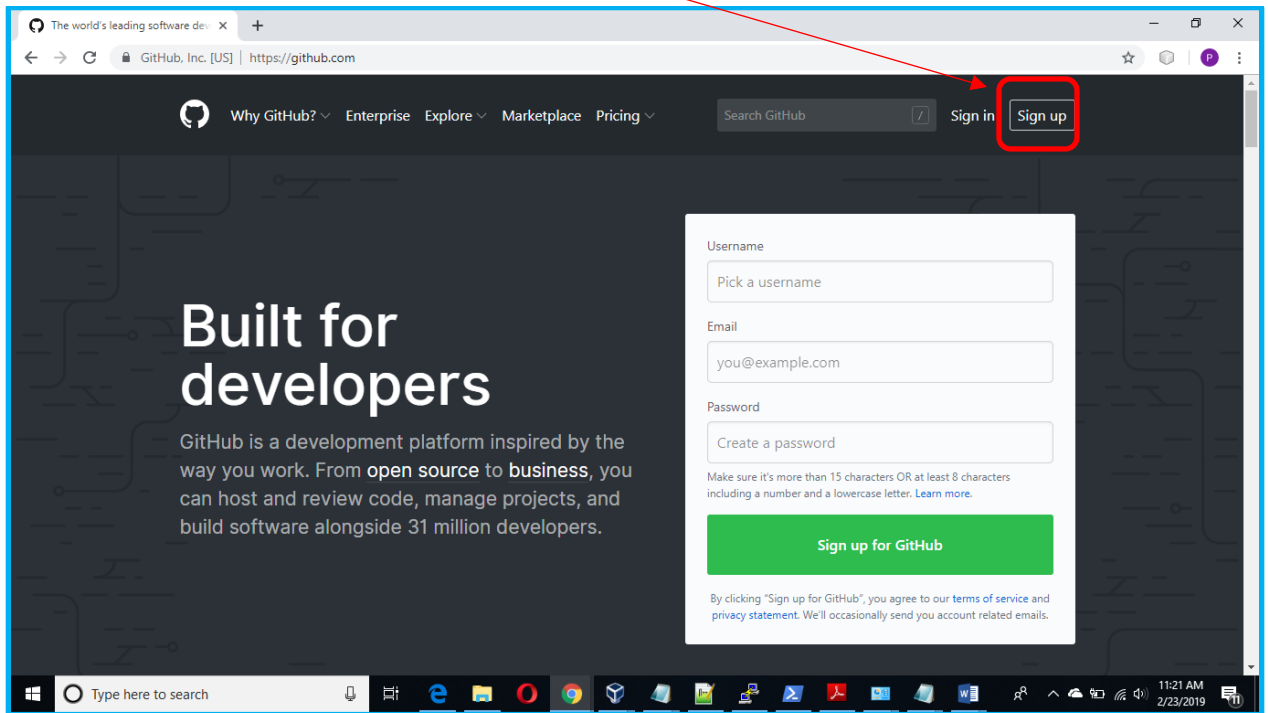 The world's leading software dev
GitHub, Inc. [US] | https://github.com
Why GitHub? Enterprise Explore Marketplace Pricing
Search GitHub /
Sign in Sign up
Built for
developers
GitHub is a development platform inspired by the
way you work. From open source to business, you
can host and review code, manage projects, and
build software alongside 31 million developers.
Username
Pick a username
Email
you@example.com
Password
Create a password
Make sure it's more than 15 characters OR at least 8 characters
including a number and a lowercase letter. Learn more.
Sign up for GitHub
By clicking "Sign up for GitHub", you agree to our terms of service and
privacy statement. We'll occasionally send you account related emails.
Type here to search
11:21 AM
2/23/2019